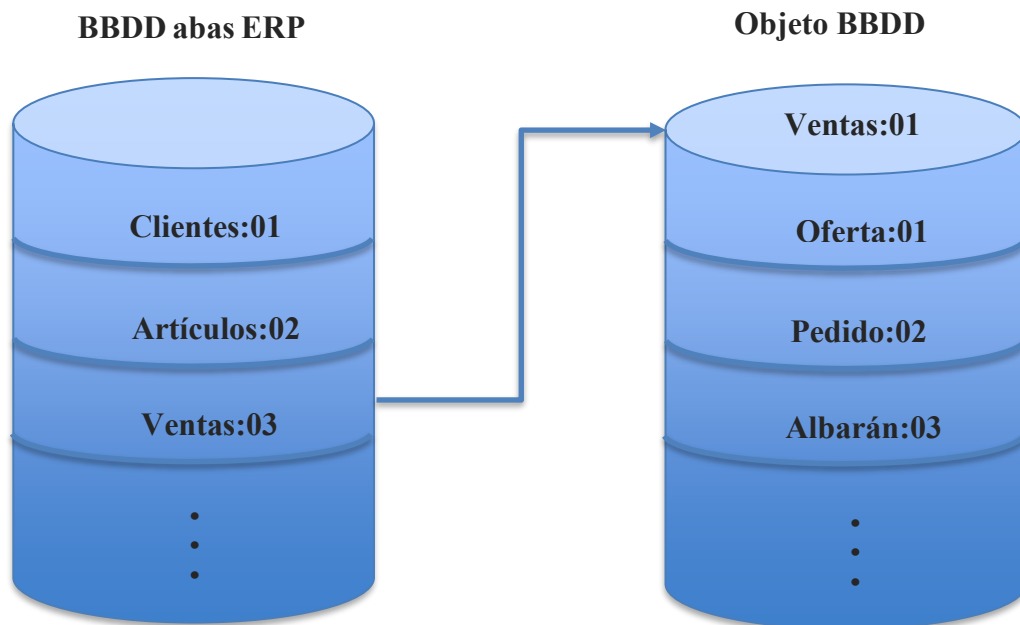 BBDD abas ERP
Clientes:01
Artículos:02
Ventas:03
Objeto BBDD
Ventas:01
Oferta:01
Pedido:02
Albarán:03